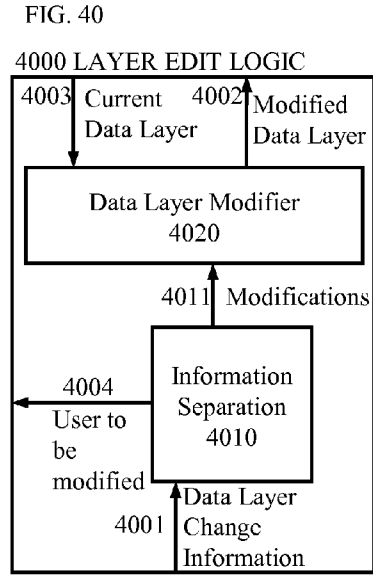 FIG. 40
4000 LAYER EDIT LOGIC
4003
Current
Data Layer
4002
Modified
Data Layer
Data Layer Modifier
4020
4011
Modifications
4004
User to
be
modified
Information
Separation
4010
4001
Data Layer
Change
Information